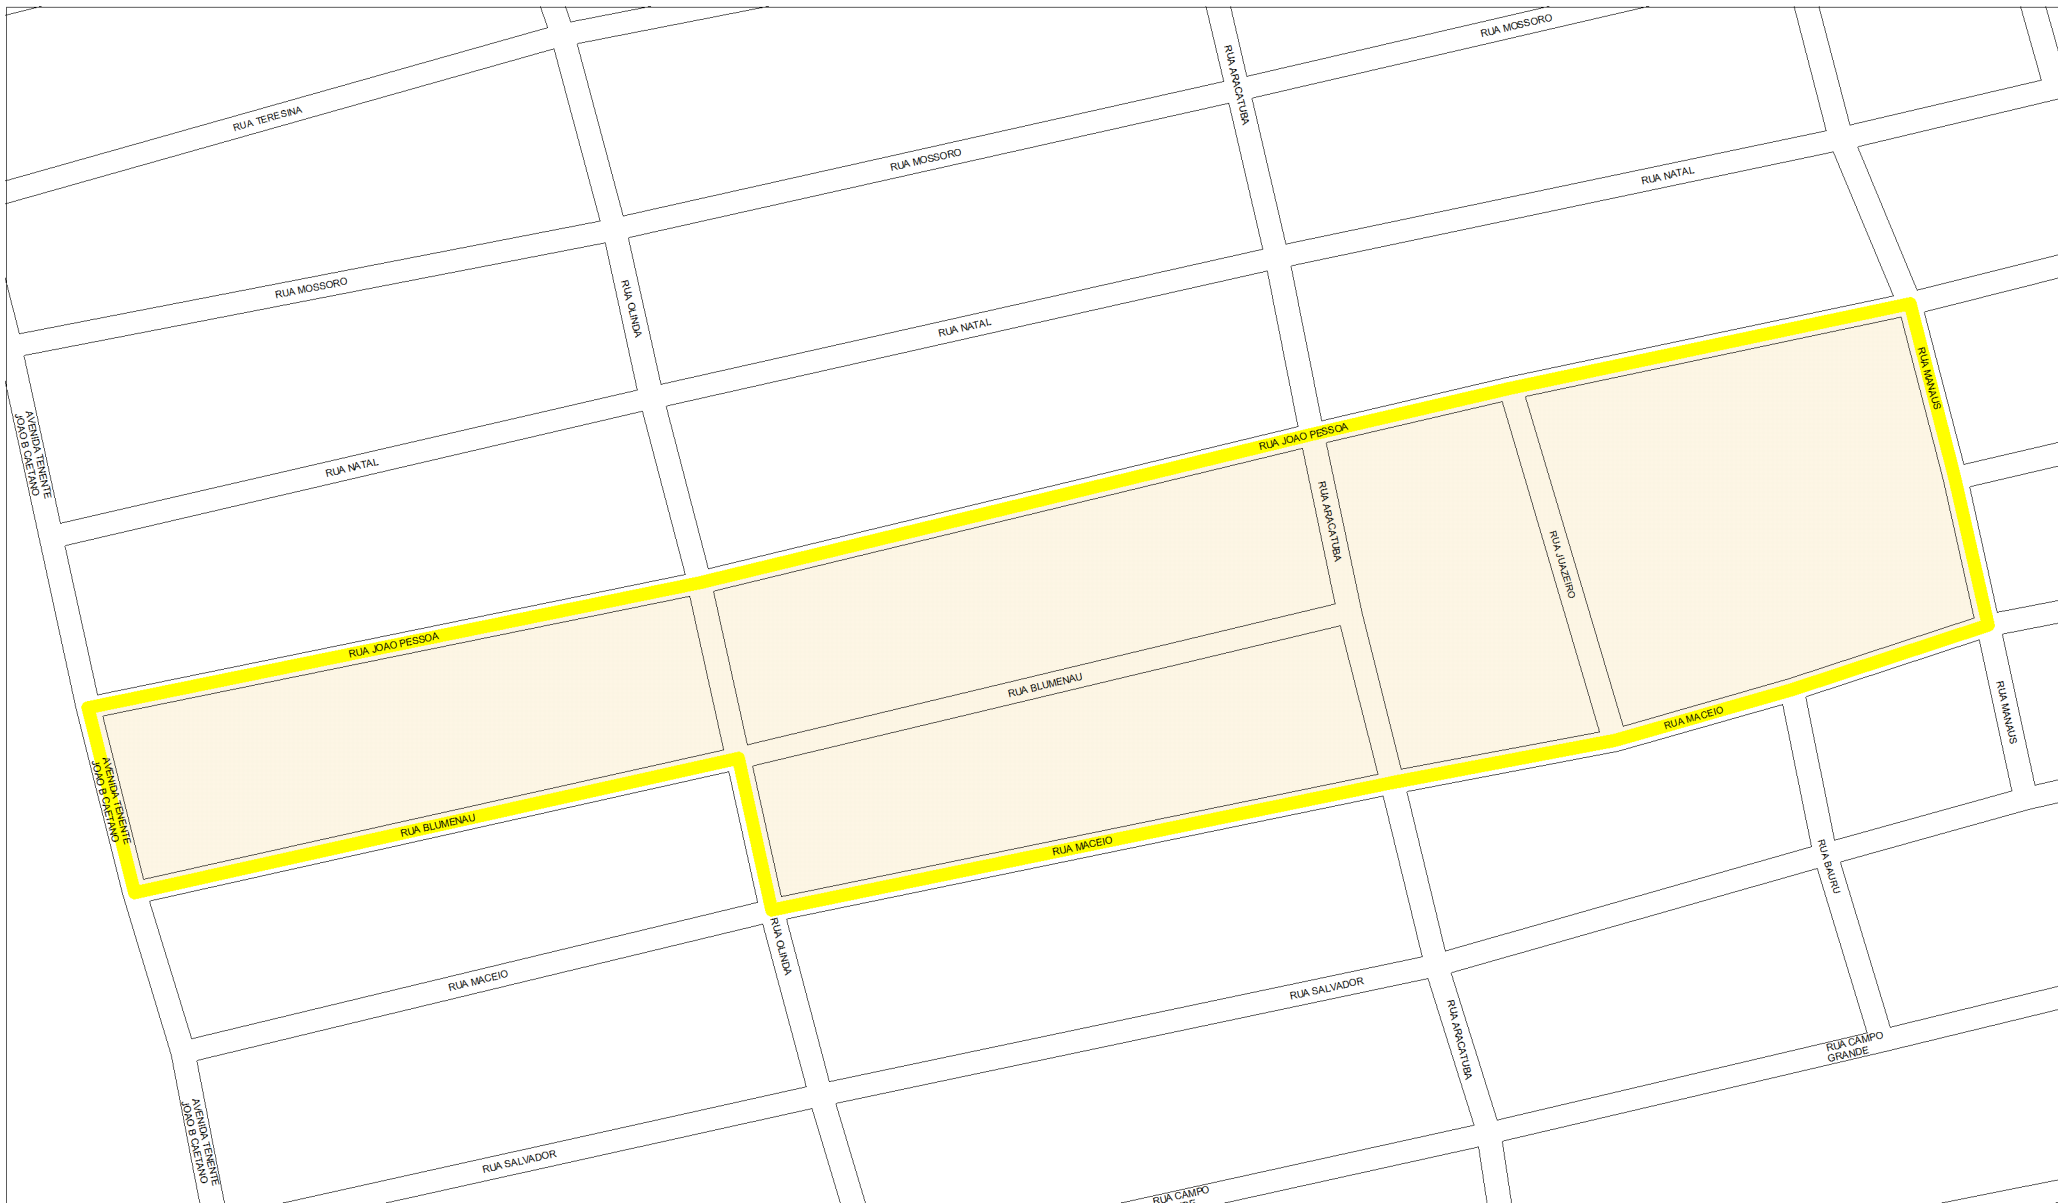 RUA MOSSORO
RUA ARACATUBA
RUA TERESINA
RUA MOSSORO
RUA NATAL
RUA MOSSORO
RUA OLINDA
RUA NATAL
RUA MANAUS
AVENIDA TENENTE
JOAO B CAETANO
RUA JOAO PESSOA
RUA NATAL
RUA ARACATUBA
RUA JUAZEIRO
RUA JOAO PESSOA
RUA BLUMENAU
RUA MANAUS
RUA MACEIO
AVENIDA TENENTE
JOAO B CAETANO
RUA BLUMENAU
RUA MACEIO
RUA BAURU
RUA OLINDA
RUA MACEIO
RUA SALVADOR
RUA ARACATUBA
RUA CAMPO
GRANDE
AVENIDA TENENTE
JOAO B CAETANO
RUA SALVADOR
RUA CAMPO